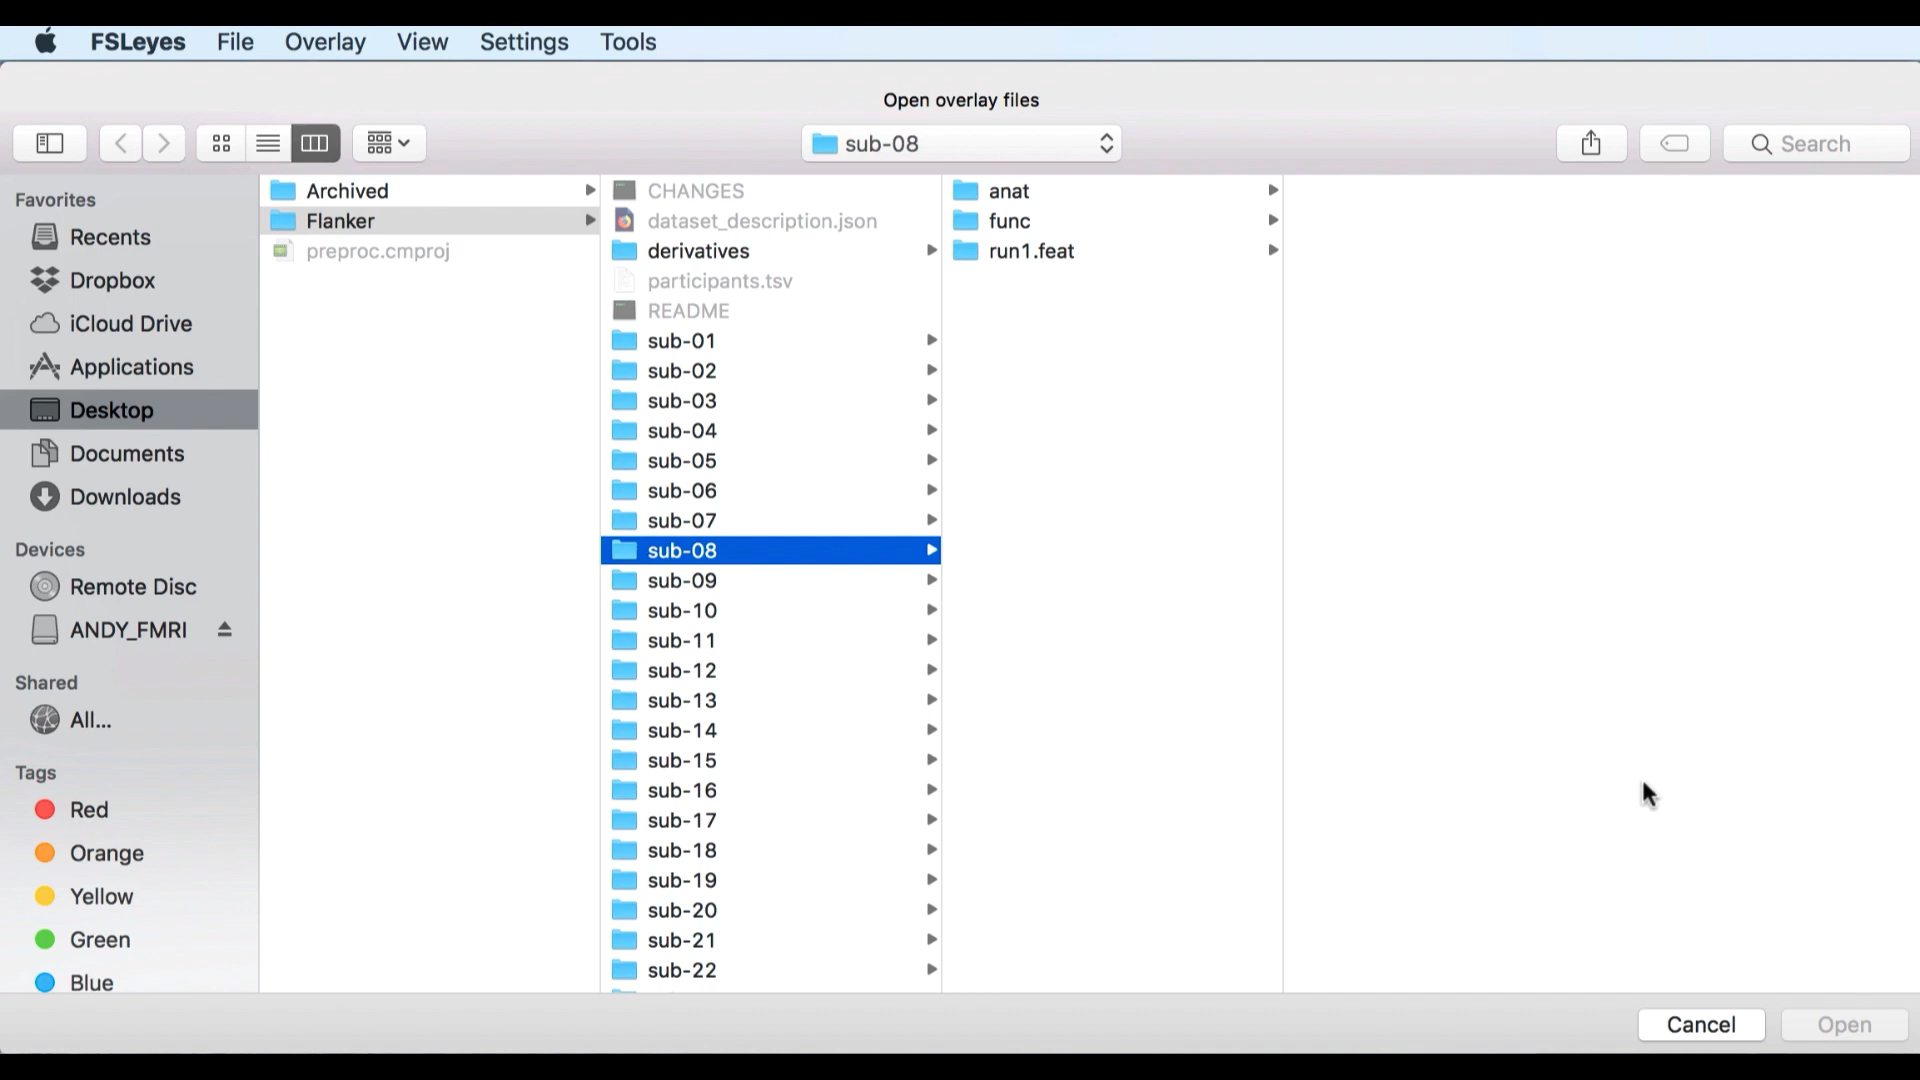 FSLeyes File Overlay View Settings Tools
Open overlay files
sub-08
Search
Favorites
Recents
Dropbox
iCloud Drive
Applications
Desktop
Documents
Downloads
Devices
Remote Disc
ANDY_FMRI
Shared
All...
Tags
Red
Orange
Yellow
Green
Blue
Archived
Flanker
preproc.cmproj
CHANGES
dataset_description.json
derivatives
participants.tsv
README
sub-01
sub-02
sub-03
sub-04
sub-05
sub-06
sub-07
sub-08
sub-09
sub-10
sub-11
sub-12
sub-13
sub-14
sub-15
sub-16
sub-17
sub-18
sub-19
sub-20
sub-21
sub-22
anat
func
run1.feat
Cancel Open